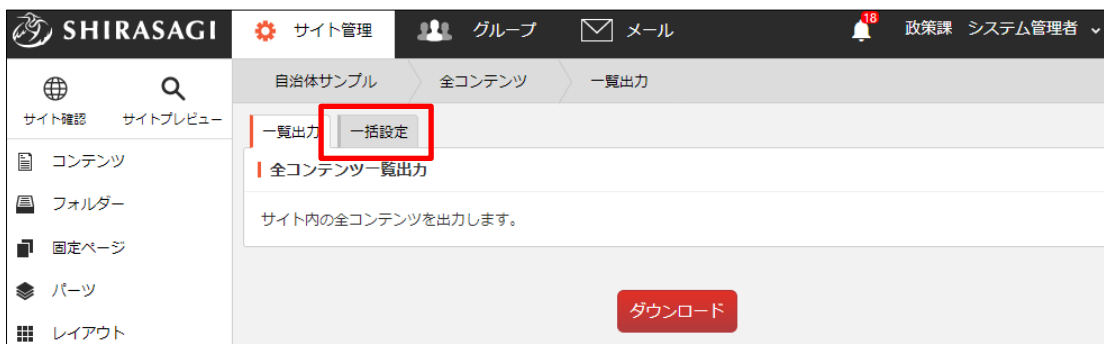 SHIRASAGI サイト管理 グループ メール 18 政策課 システム管理者
自治体サンプル 全コンテンツ 一覧出力
サイト確認 サイトプレビュー
一覧出力 一括設定
コンテンツ
全コンテンツ一覧出力
フォルダー
サイト内の全コンテンツを出力します。
固定ページ
パーツ
ダウンロード
レイアウト